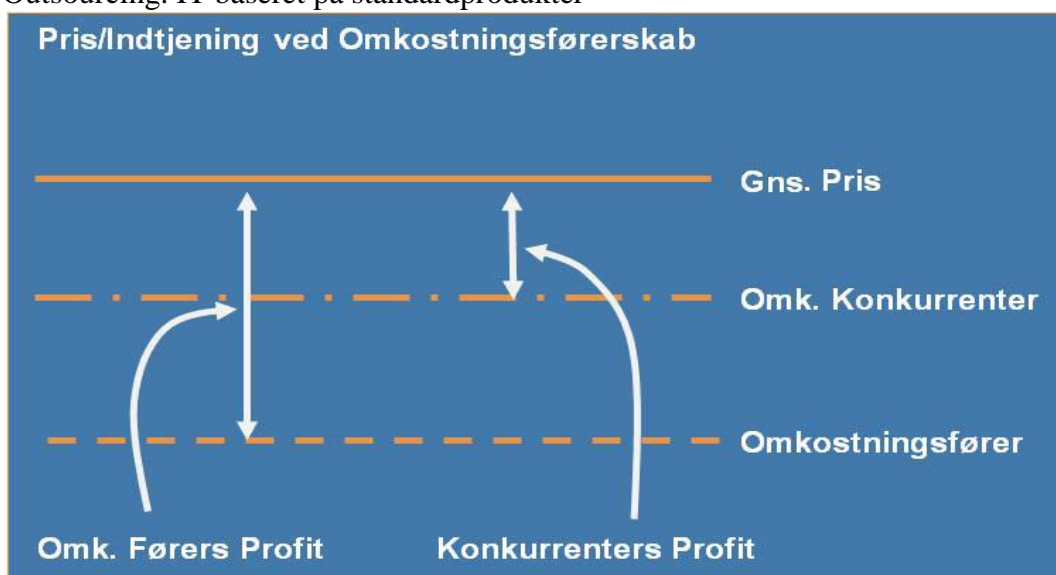 Outsourcing: IT baseret på standardprodukter
Pris/Indtjening ved Omkostningsførerskab
Gns. Pris
Omk. Konkurrenter
Omkostningsfører
Omk. Førers Profit
Konkurrenters Profit